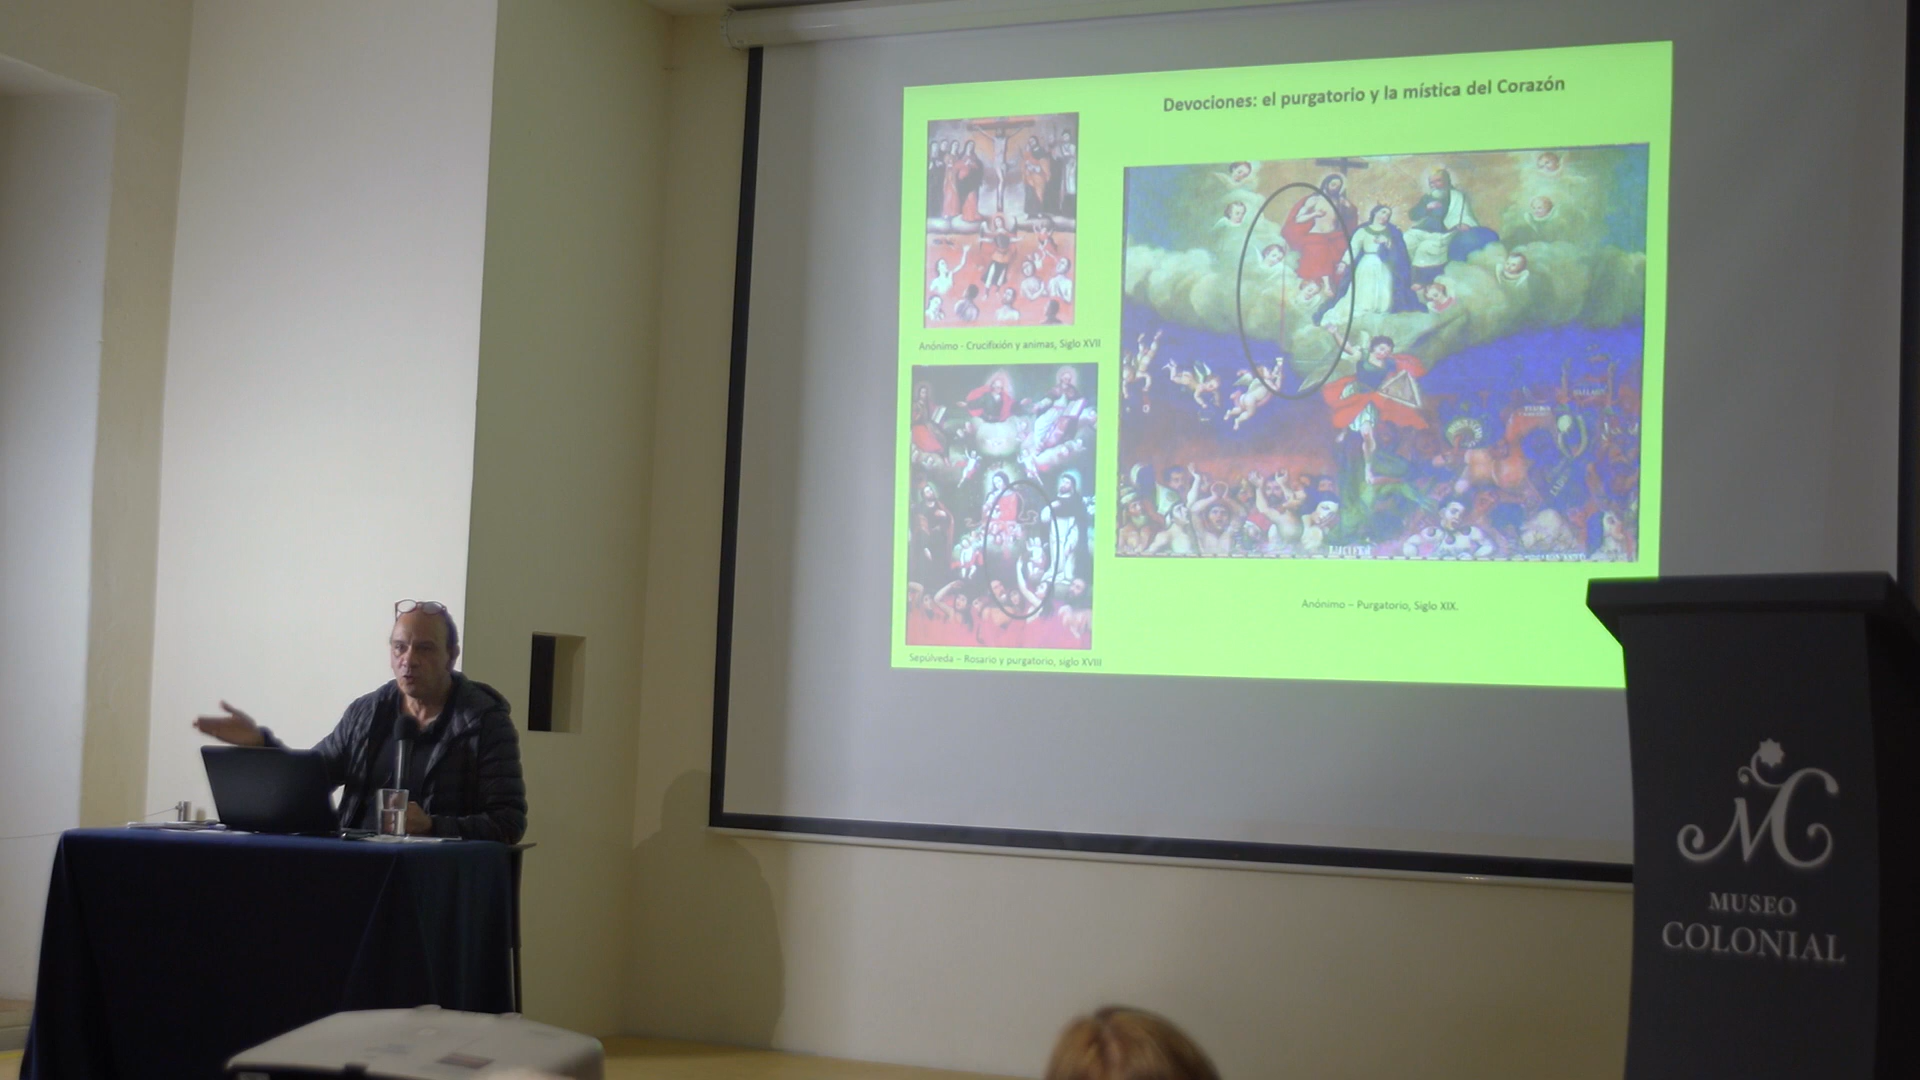 Devociones: el purgatorio y la mística del Corazón
Anónimo - Crucifixión y animas, Siglo XVII
Sepúlveda – Rosario y purgatorio, siglo XVIII
Anónimo – Purgatorio, Siglo XIX.
MC
MUSEO
COLONIAL